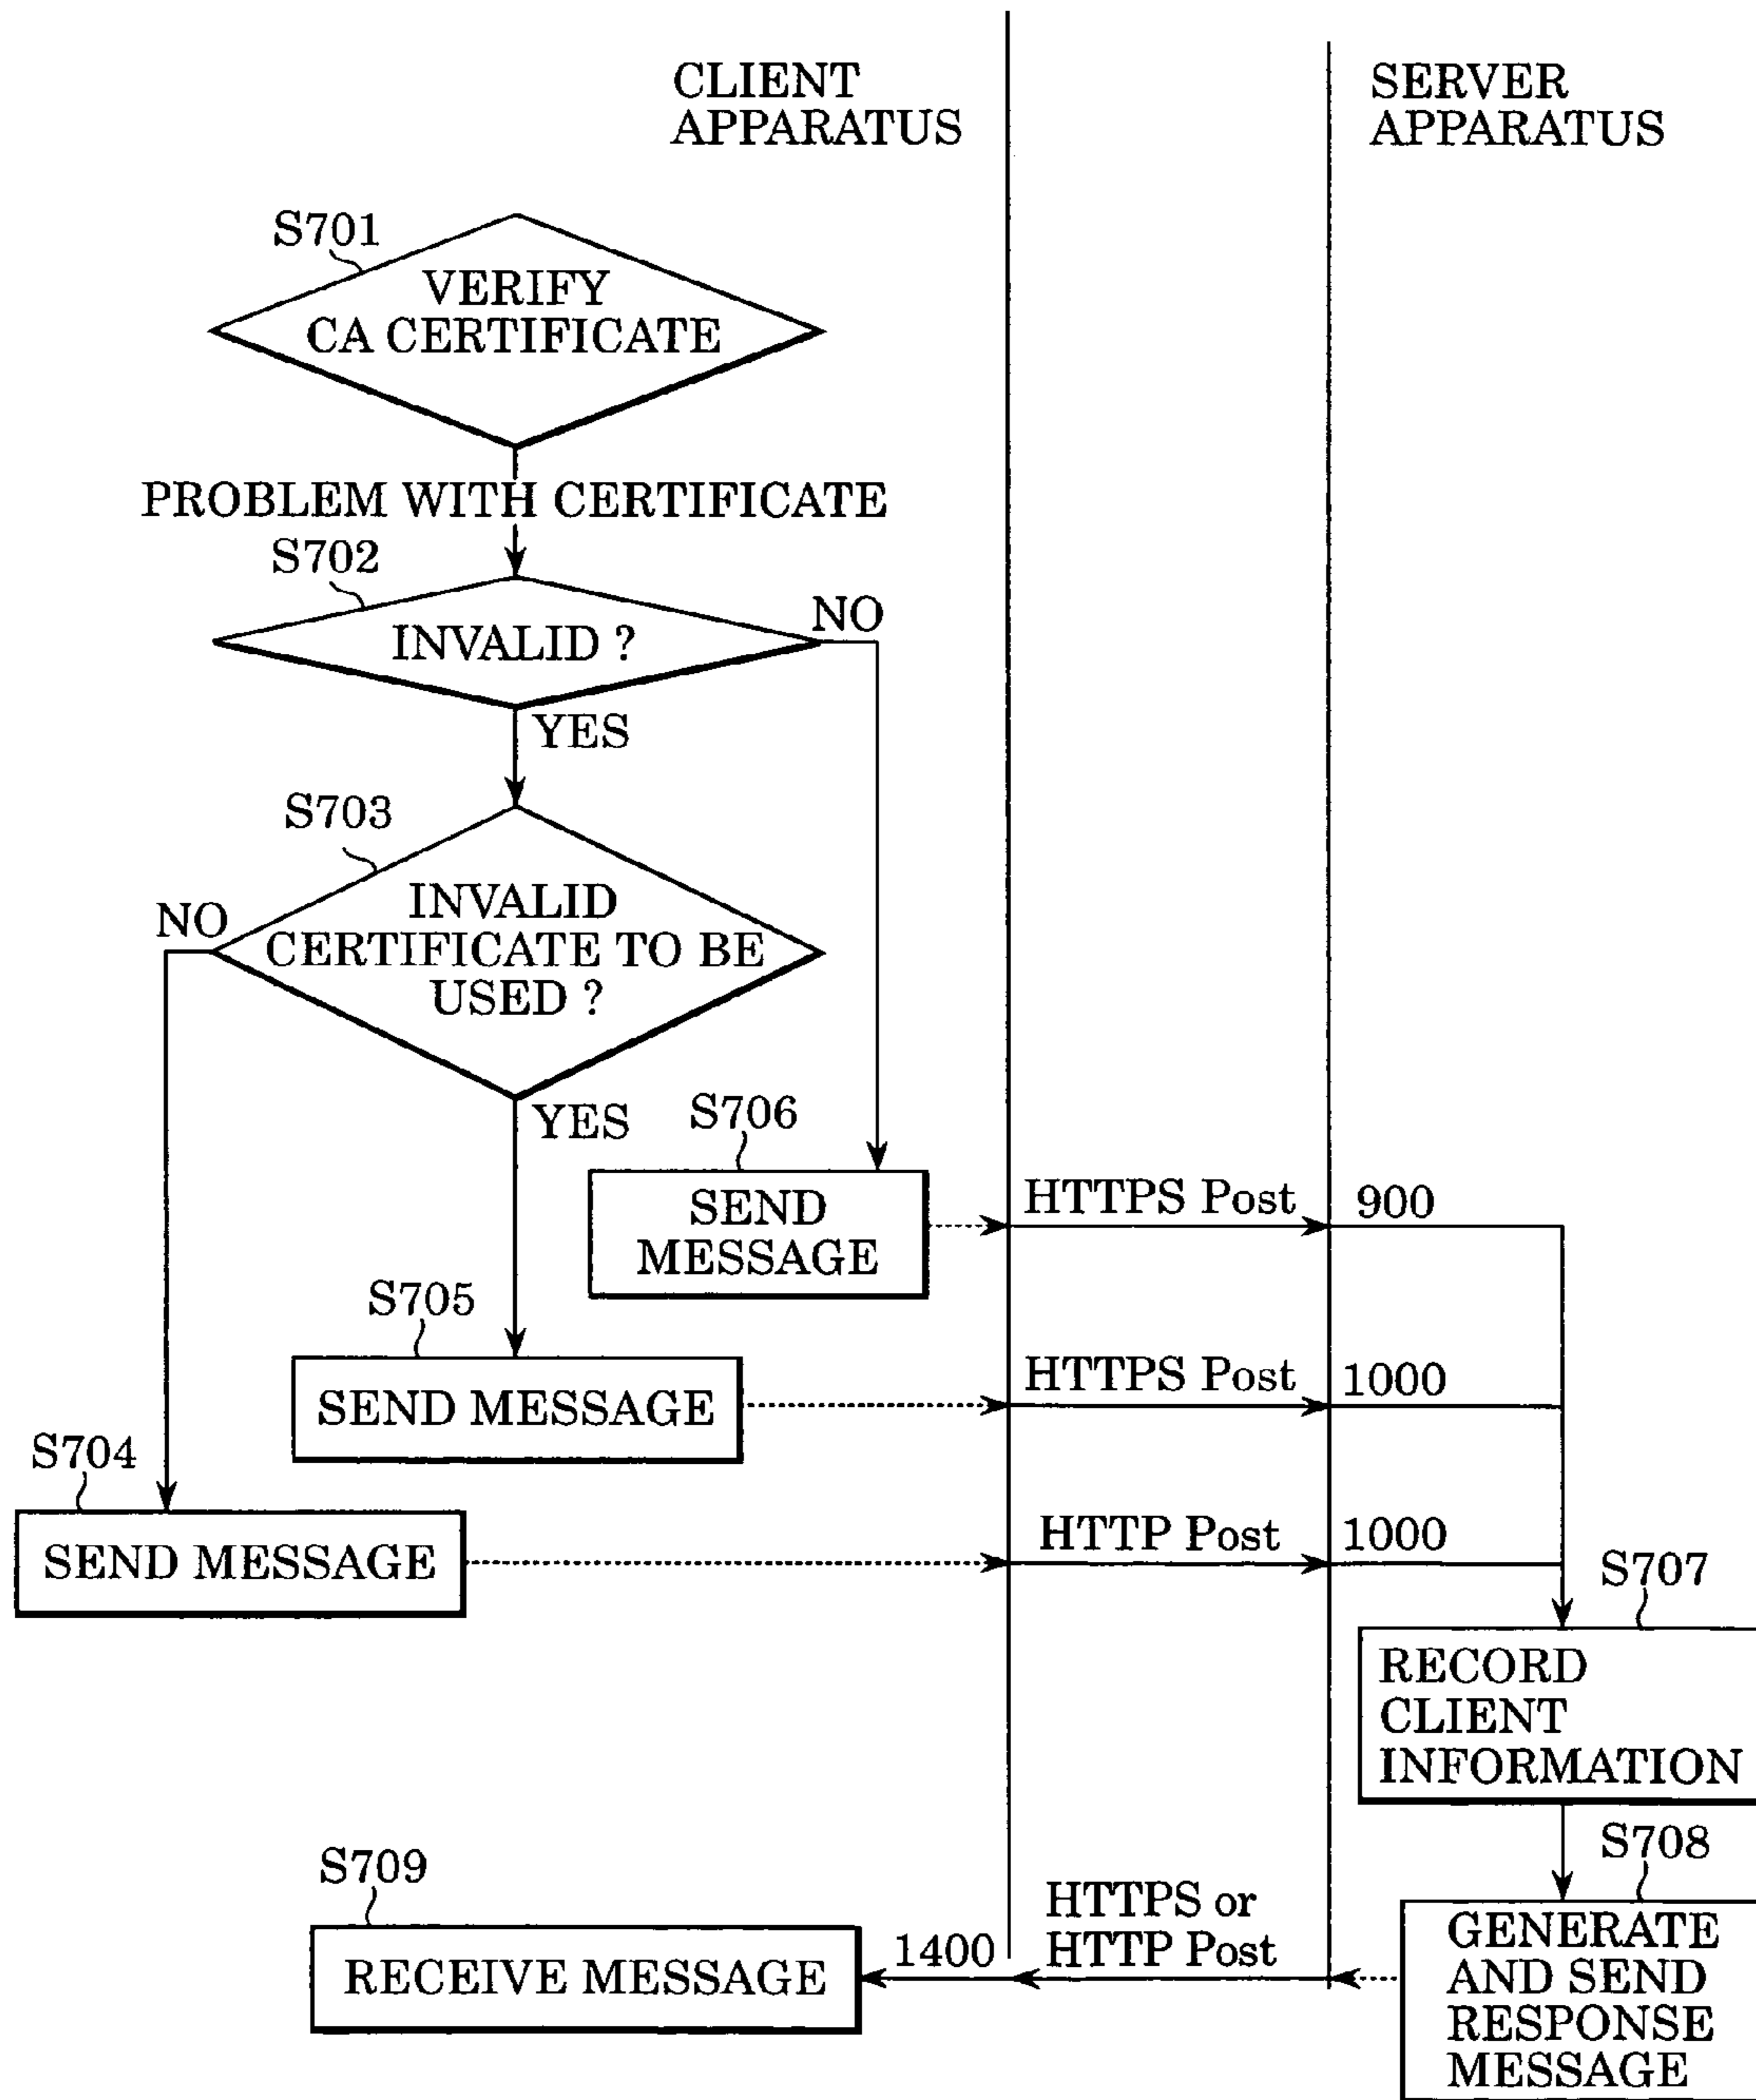 CLIENT
APPARATUS
SERVER
APPARATUS
S701
VERIFY
CA CERTIFICATE
PROBLEM WITH CERTIFICATE
S702
INVALID ?
NO
YES
S703
INVALID
CERTIFICATE TO BE
USED ?
NO
YES
S706
SEND
MESSAGE
HTTPS Post
900
S705
SEND MESSAGE
HTTPS Post
1000
S704
SEND MESSAGE
HTTP Post
1000
S707
RECORD
CLIENT
INFORMATION
S708
GENERATE
AND SEND
RESPONSE
MESSAGE
HTTPS or
HTTP Post
1400
S709
RECEIVE MESSAGE